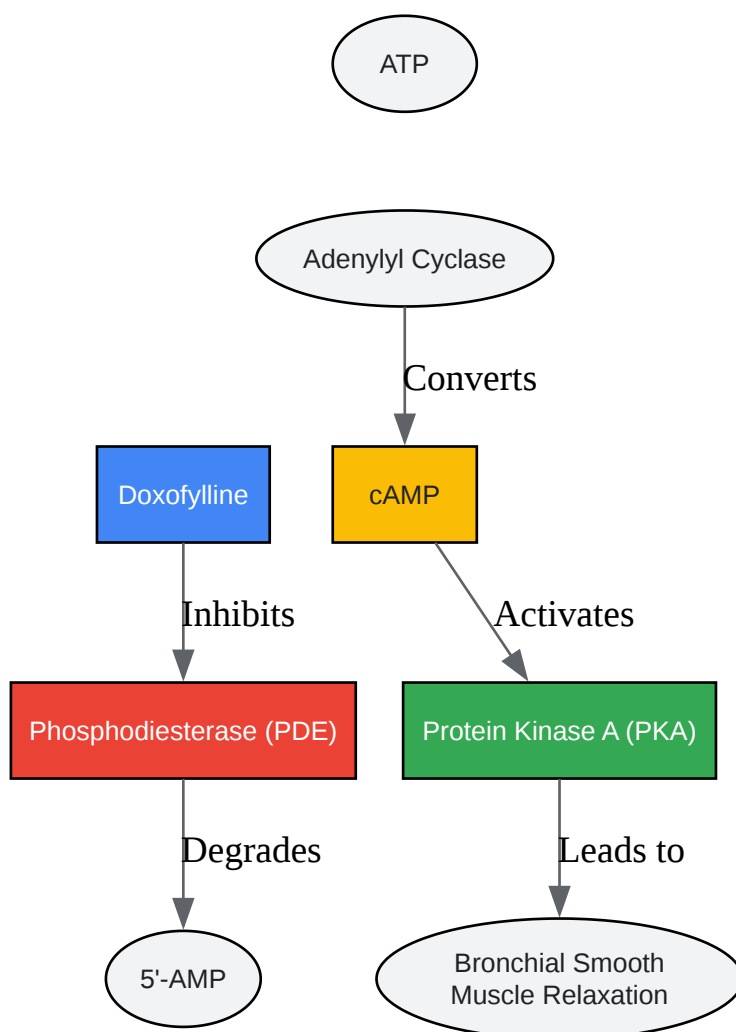 ATP
Adenylyl Cyclase
Converts
Doxofylline
cAMP
Inhibits
Activates
Phosphodiesterase (PDE)
Protein Kinase A (PKA)
Degrades
Leads to
5'-AMP
Bronchial Smooth
Muscle Relaxation